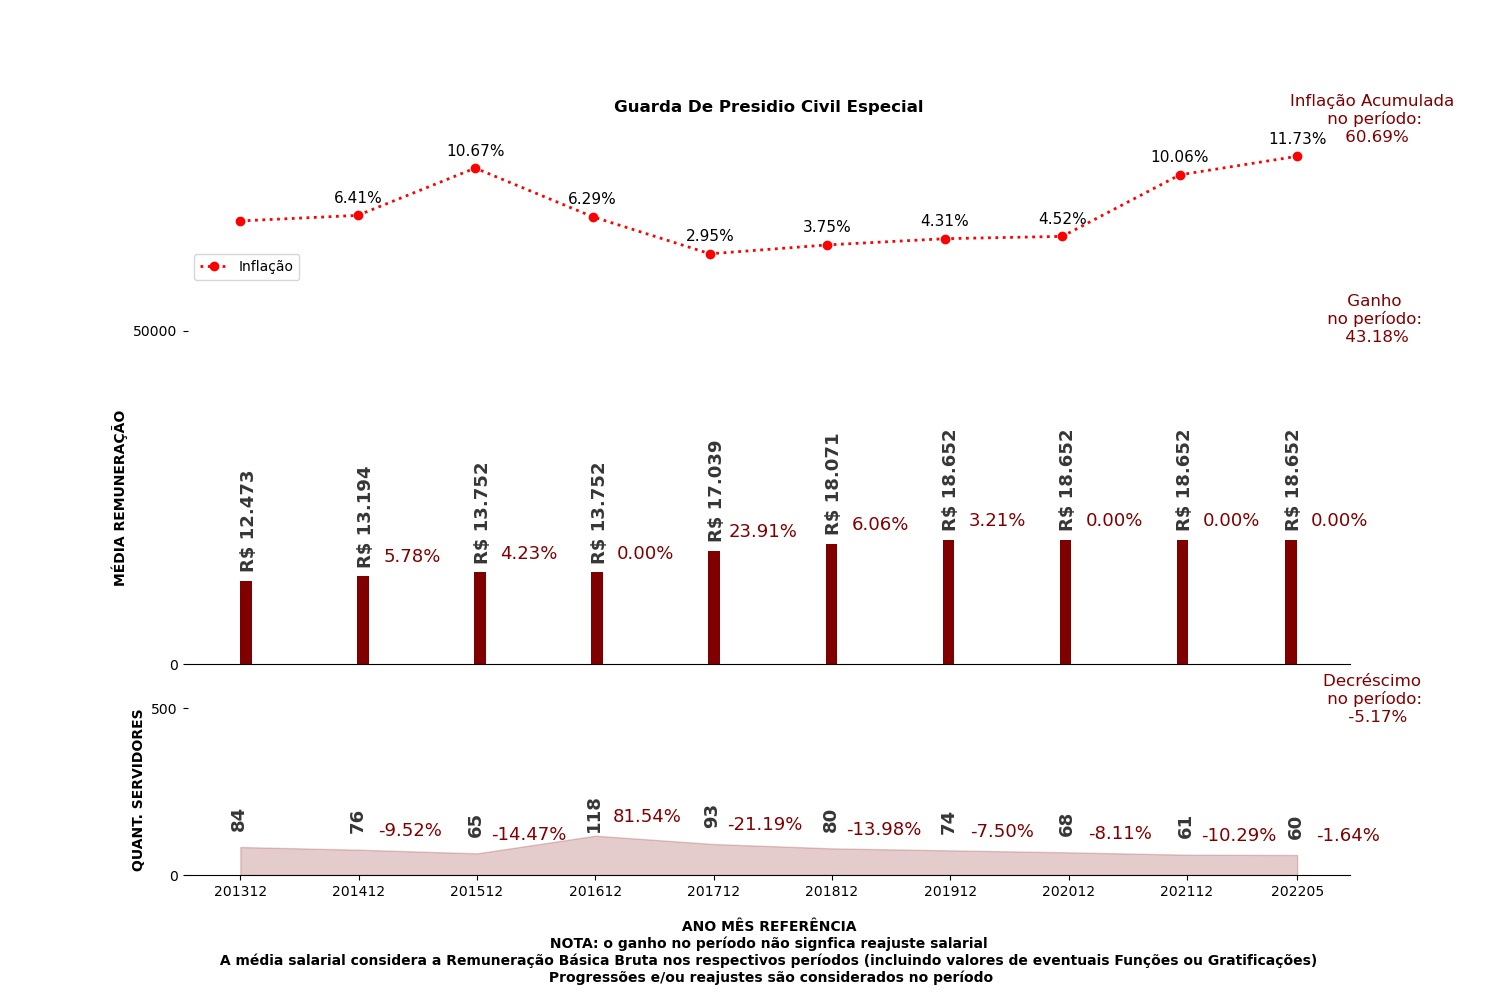 Guarda De Presidio Civil Especial
Inflação Acumulada
no período:
60.69%
6.41%
10.67%
6.29%
2.95%
3.75%
4.31%
4.52%
10.06%
11.73%
Inflação
Ganho
no período:
43.18%
50000
0
MÉDIA REMUNERAÇÃO
R$ 12.473
R$ 13.194
5.78%
R$ 13.752
4.23%
R$ 13.752
0.00%
R$ 17.039
23.91%
R$ 18.071
6.06%
R$ 18.652
3.21%
R$ 18.652
0.00%
R$ 18.652
0.00%
R$ 18.652
0.00%
Decréscimo
no período:
-5.17%
500
0
QUANT. SERVIDORES
84
76
-9.52%
65
-14.47%
118
81.54%
93
-21.19%
80
-13.98%
74
-7.50%
68
-8.11%
61
-10.29%
60
-1.64%
201312
201412
201512
201612
201712
201812
201912
202012
202112
202205
ANO MÊS REFERÊNCIA
NOTA: o ganho no período não signfica reajuste salarial
A média salarial considera a Remuneração Básica Bruta nos respectivos períodos (incluindo valores de eventuais Funções ou Gratificações)
Progressões e/ou reajustes são considerados no período